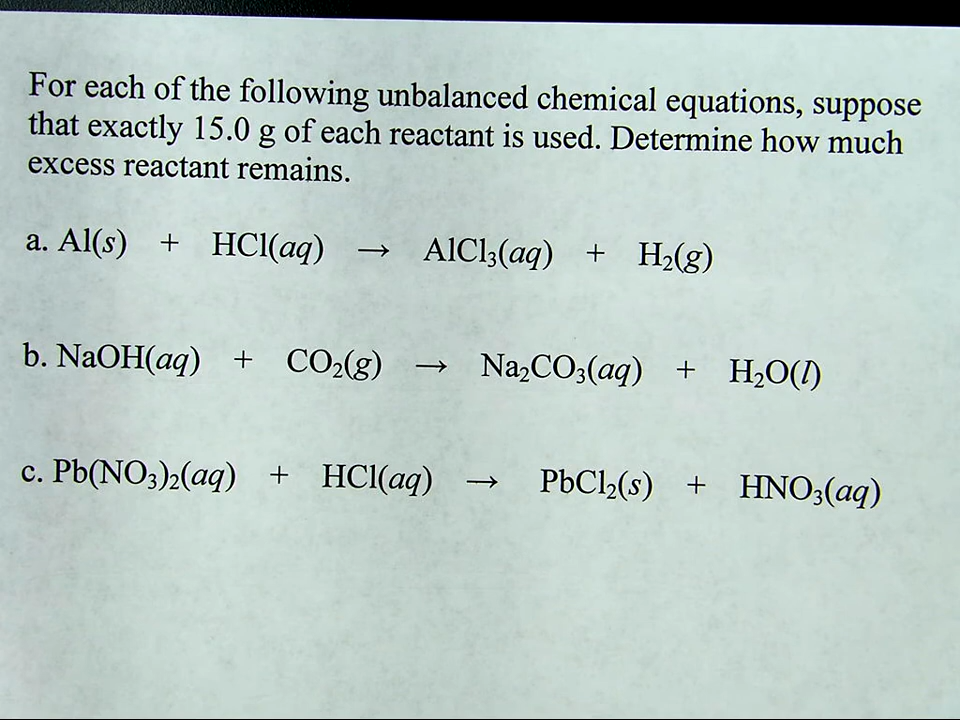 For each of the following unbalanced chemical equations, suppose
that exactly 15.0 g of each reactant is used. Determine how much
excess reactant remains.
a. Al(s) + HCl(aq) → AlCl₃(aq) + H₂(g)
b. NaOH(aq) + CO₂(g) → Na₂CO₃(aq) + H₂O(l)
c. Pb(NO₃)₂(aq) + HCl(aq) → PbCl₂(s) + HNO₃(aq)